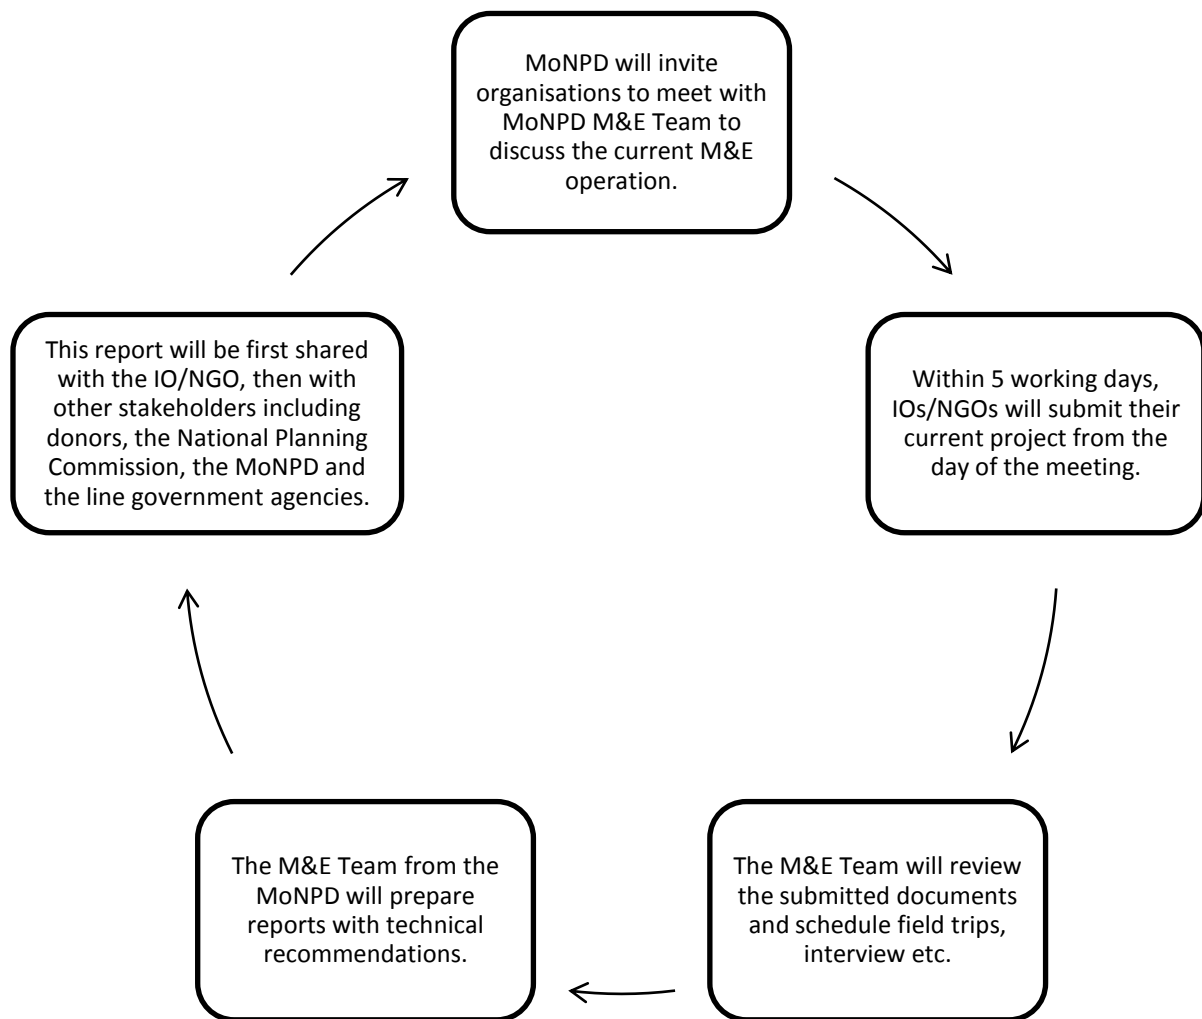 MoNPD will invite
organisations to meet with
MoNPD M&E Team to
discuss the current M&E
operation.
Within 5 working days,
IOs/NGOs will submit their
current project from the
day of the meeting.
The M&E Team will review
the submitted documents
and schedule field trips,
interview etc.
The M&E Team from the
MoNPD will prepare
reports with technical
recommendations.
This report will be first shared
with the IO/NGO, then with
other stakeholders including
donors, the National Planning
Commission, the MoNPD and
the line government agencies.